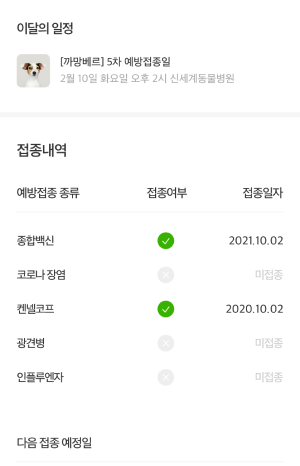 이달의 일정
[까망베르] 5차 예방접종일
2월 10일 화요일 오후 2시 신세계동물병원
접종내역
예방접종 종류 접종여부 접종일자
종합백신 2021.10.02
코로나 장염 미접종
켄넬코프 2020.10.02
광견병 미접종
인플루엔자 미접종
다음 접종 예정일